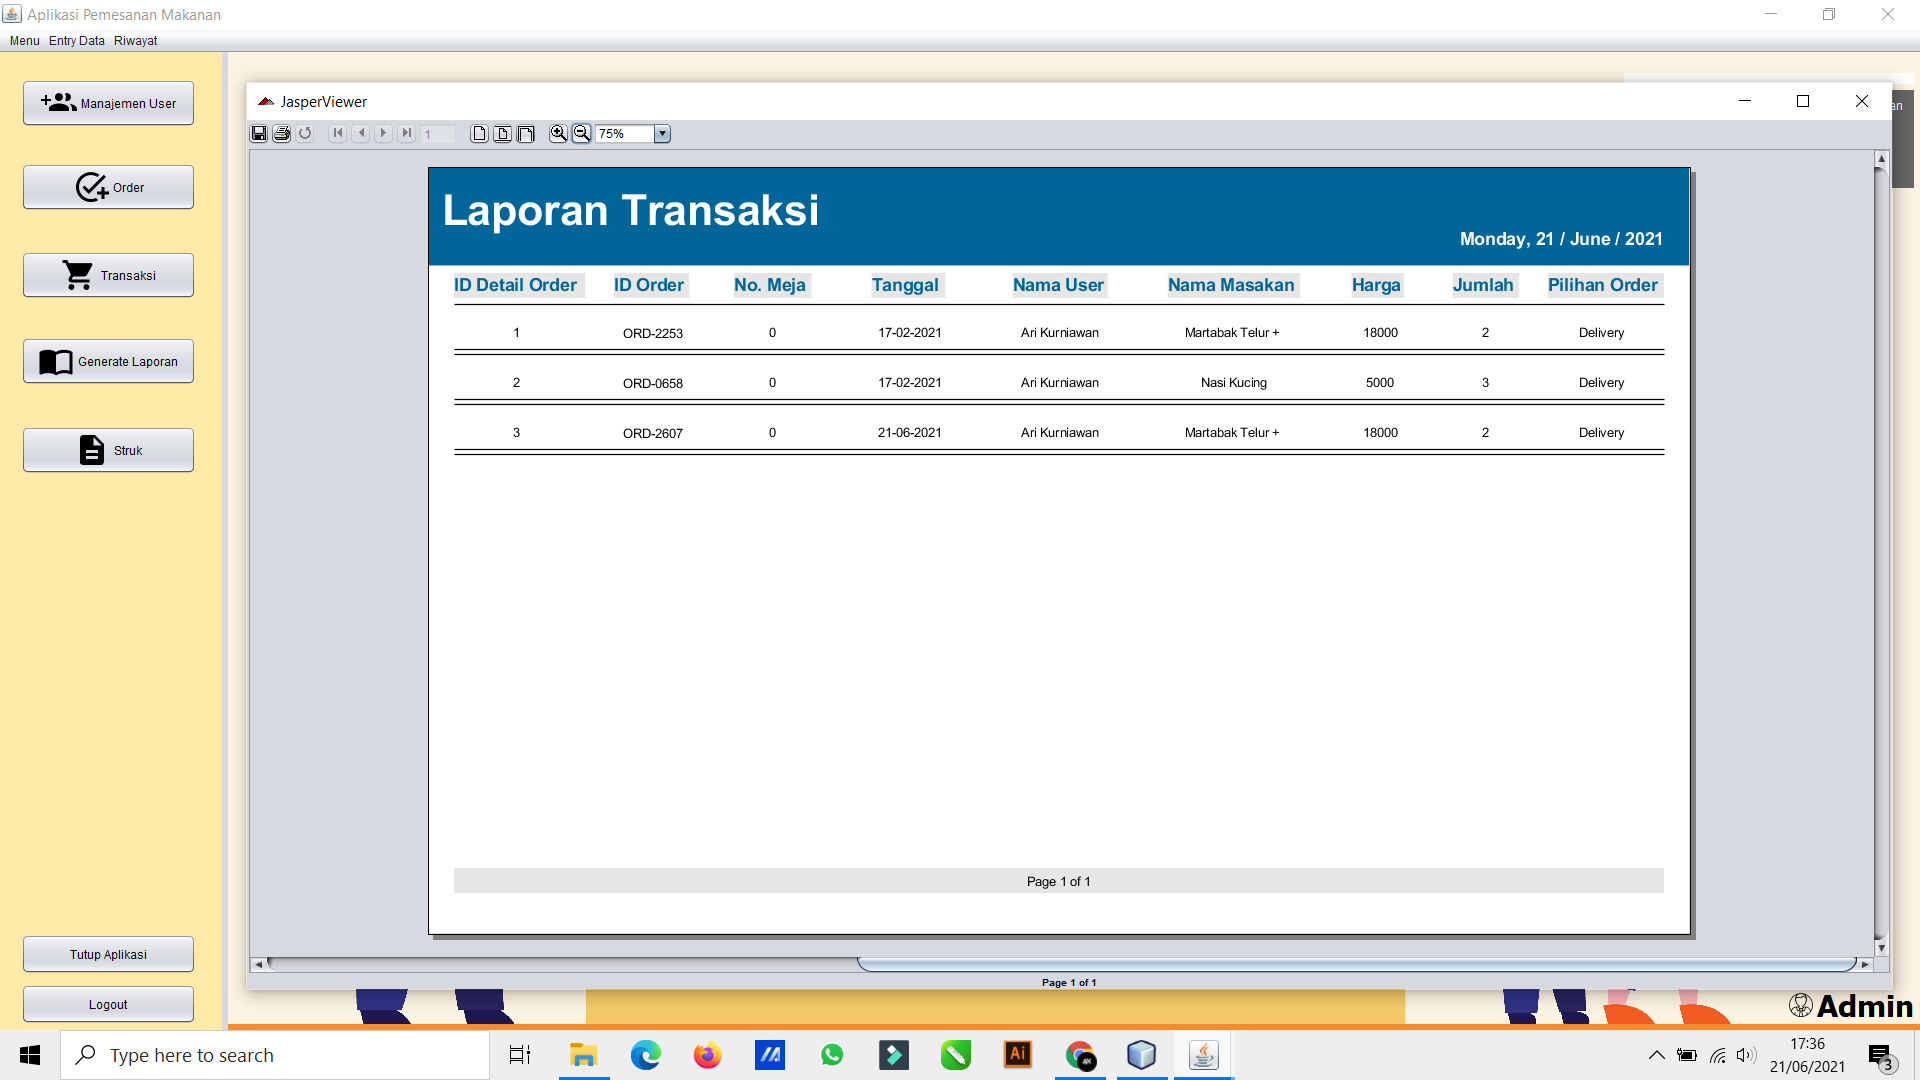 Aplikasi Pemesanan Makanan
Menu Entry Data Riwayat
Manajemen User
Order
Transaksi
Generate Laporan
Struk
Tutup Aplikasi
Logout
JasperViewer
1
75%
Laporan Transaksi
Monday, 21 / June / 2021
ID Detail Order ID Order No. Meja Tanggal Nama User Nama Masakan Harga Jumlah Pilihan Order
1 ORD-2253 0 17-02-2021 Ari Kurniawan Martabak Telur + 18000 2 Delivery
2 ORD-0658 0 17-02-2021 Ari Kurniawan Nasi Kucing 5000 3 Delivery
3 ORD-2607 0 21-06-2021 Ari Kurniawan Martabak Telur + 18000 2 Delivery
Page 1 of 1
Page 1 of 1
Admin
Type here to search
Ai
17:36
21/06/2021
3